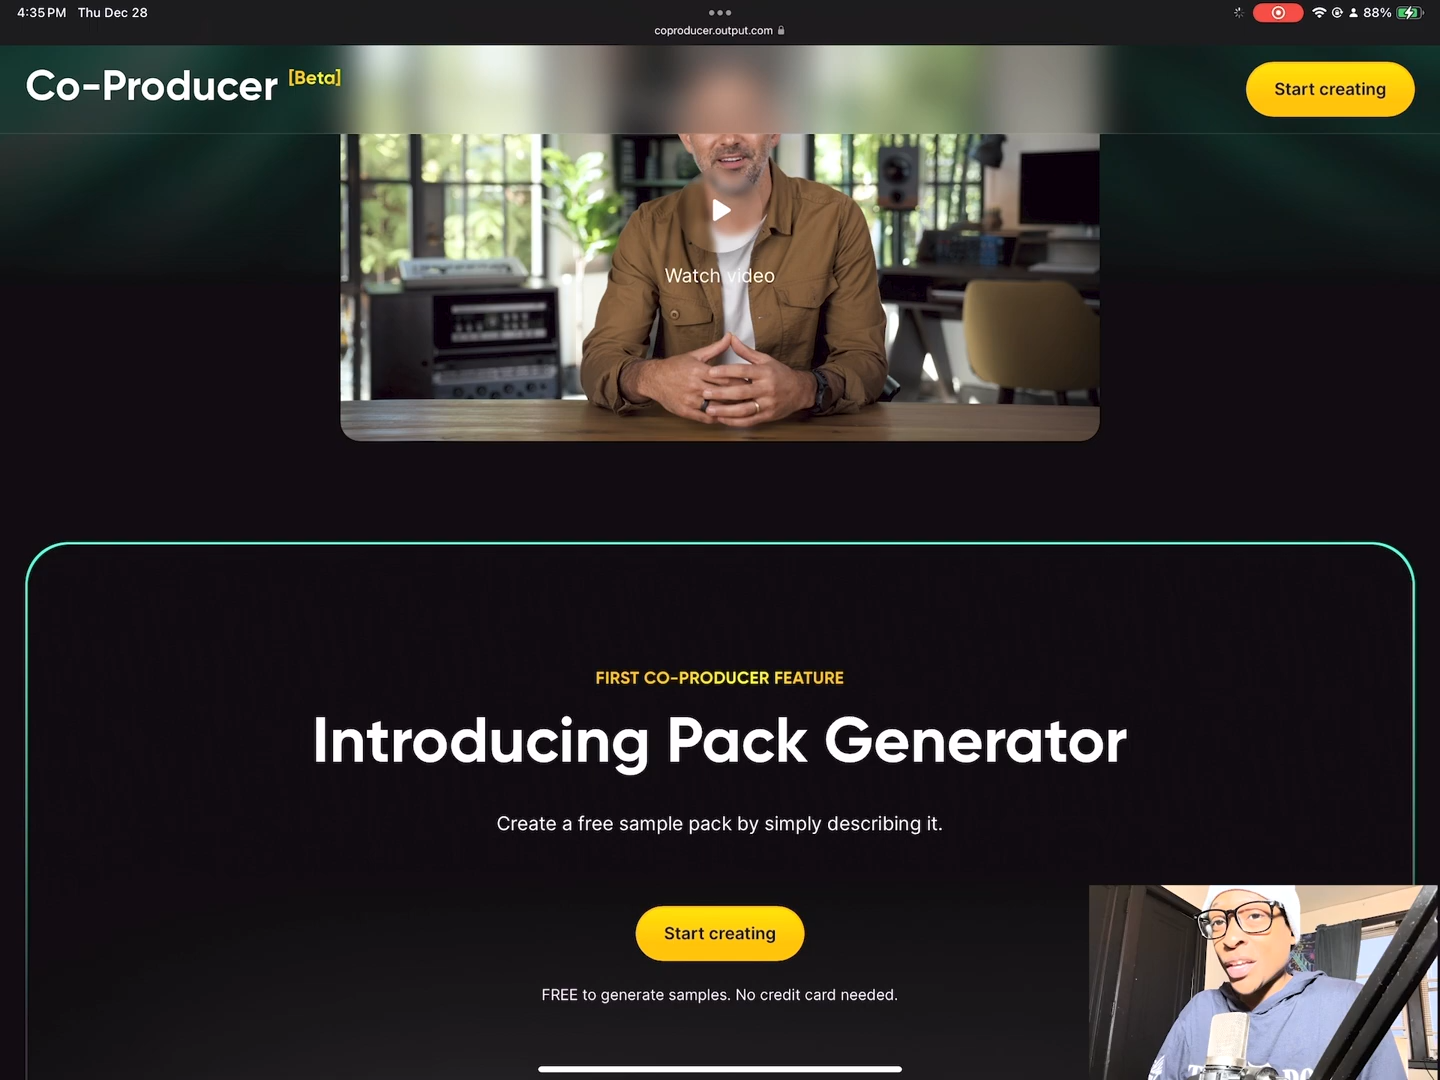 4:35 PM Thu Dec 28
coproducer.output.com
88%
Co-Producer [Beta]
Start creating
Watch video
FIRST CO-PRODUCER FEATURE
Introducing Pack Generator
Create a free sample pack by simply describing it.
Start creating
FREE to generate samples. No credit card needed.